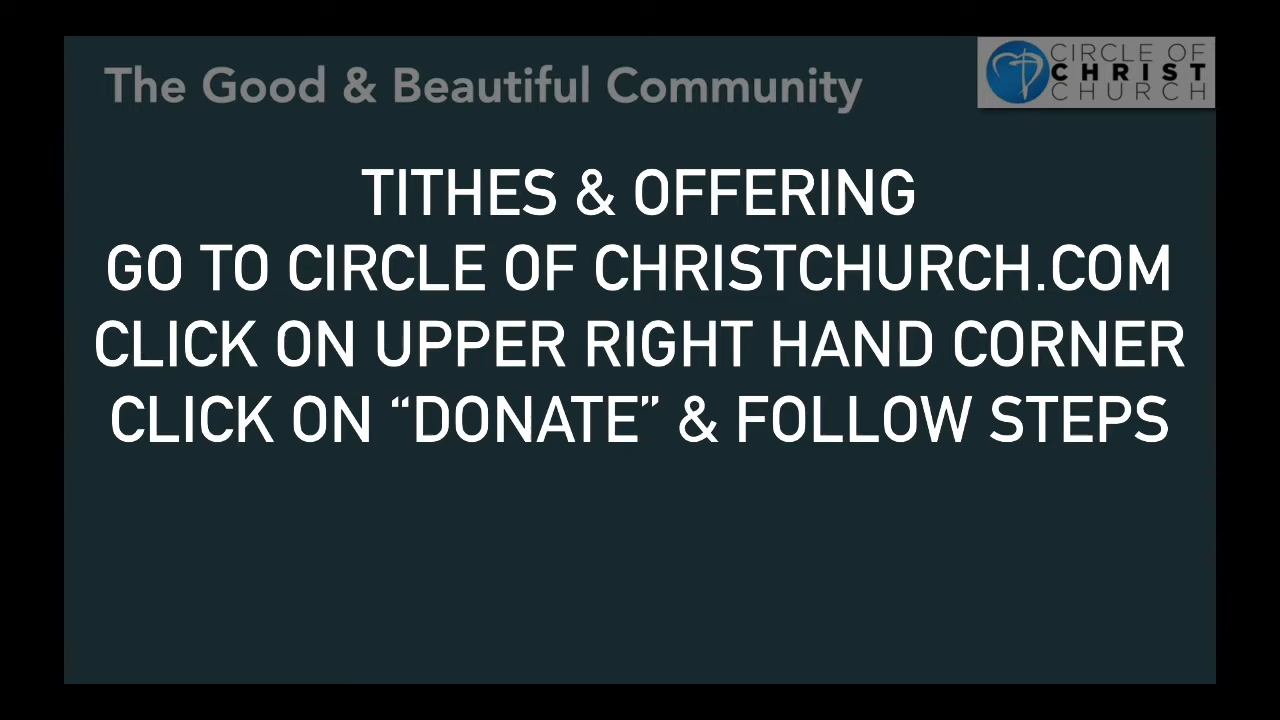 The Good & Beautiful Community
CIRCLE OF
CHRIST
CHURCH
TITHES & OFFERING
GO TO CIRCLE OF CHRISTCHURCH.COM
CLICK ON UPPER RIGHT HAND CORNER
CLICK ON “DONATE” & FOLLOW STEPS